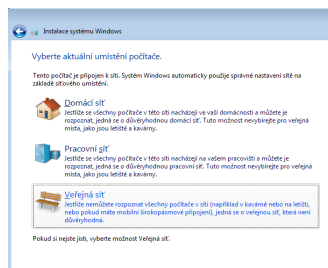 Instalace systému Windows
Vyberte aktuální umístění počítače.
Tento počítač je připojen k síti. Systém Windows automaticky použije správné nastavení sítě na
základě síťového umístění.
Domácí síť
Jestliže se všechny počítače v této síti nacházejí ve vaší domácnosti a můžete je
rozpoznat, jedná se o důvěryhodnou domácí síť. Tuto možnost nevybírejte pro veřejná
místa, jako jsou letiště a kavárny.
Pracovní síť
Jestliže se všechny počítače v této síti nacházejí na vašem pracovišti a můžete je
rozpoznat, jedná se o důvěryhodnou pracovní síť. Tuto možnost nevybírejte pro veřejná
místa, jako jsou letiště a kavárny.
Veřejná síť
Jestliže nemůžete rozpoznat všechny počítače v síti (například v kavárně nebo na letišti,
nebo pokud máte mobilní širokopásmové připojení), jedná se o veřejnou síť, která není
důvěryhodná.
Pokud si nejste jisti, vyberte možnost Veřejná síť.